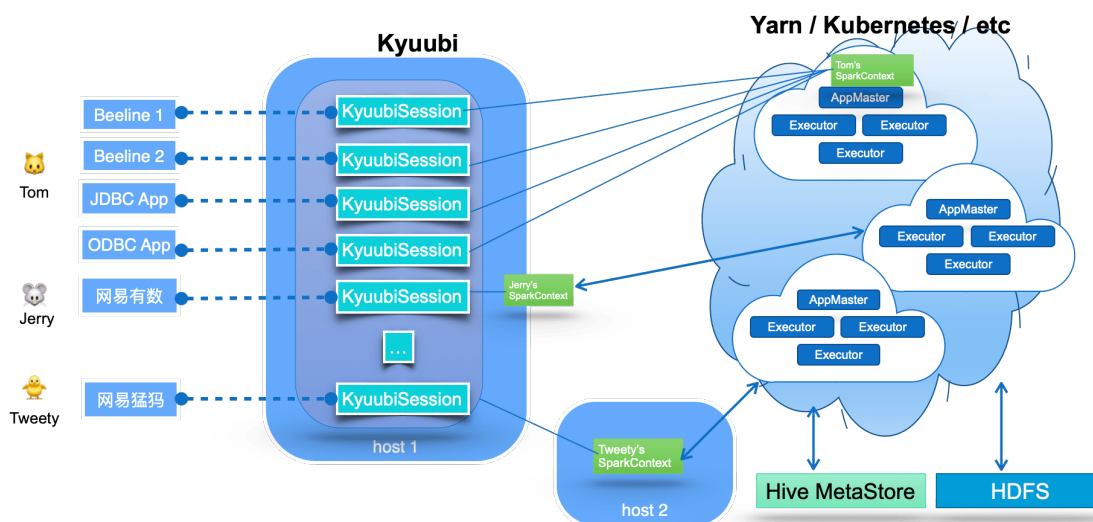 Kyuubi
Yarn / Kubernetes / etc
Tom
Jerry
Tweety
Beeline 1
Beeline 2
JDBC App
ODBC App
网易有数
网易猛犸
KyuubiSession
KyuubiSession
KyuubiSession
KyuubiSession
KyuubiSession
...
KyuubiSession
host 1
Jerry's
SparkContext
Tweety's
SparkContext
host 2
Tom's
SparkContext
AppMaster
Executor
Executor
Executor
AppMaster
Executor
Executor
Executor
AppMaster
Executor
Executor
Executor
Hive MetaStore
HDFS